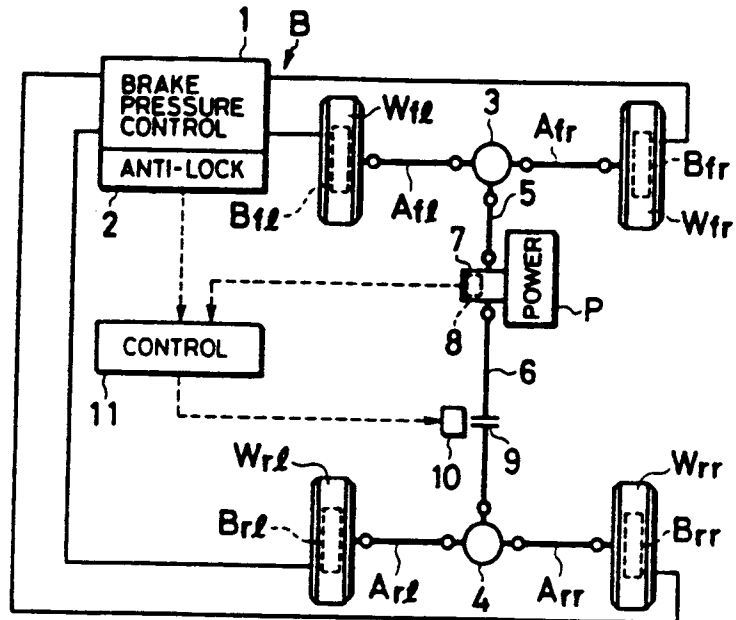 1
B
BRAKE
PRESSURE
CONTROL
ANTI-LOCK
2
Wfℓ
3
Afr
Bfℓ
Afℓ
5
Bfr
Wfr
7
POWER
P
8
CONTROL
11
6
10
9
Wrℓ
Wrr
Brℓ
Brr
Arℓ
4
Arr